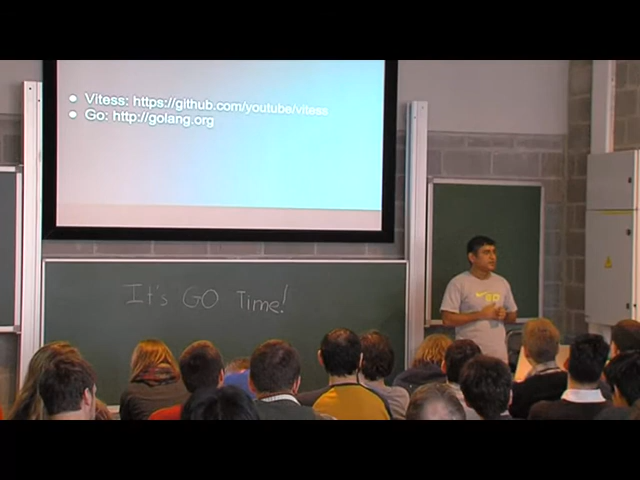 • Vitess: https://github.com/youtube/vitess
• Go: http://golang.org
It's GO Time!